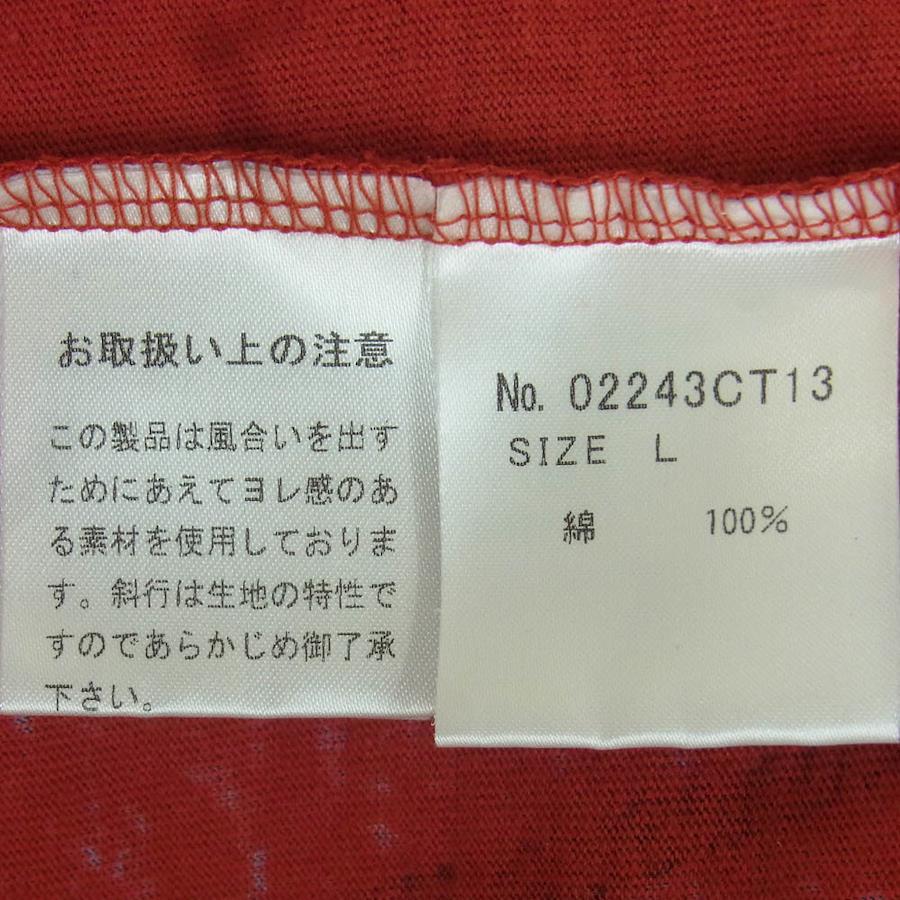 お取扱い上の注意
この製品は風合いを出す
ためにあえてヨレ感のあ
る素材を使用しておりま
す。斜行は生地の特性で
すのであらかじめ御了承
下さい。
No. 02243CT13
SIZE L
綿 100%